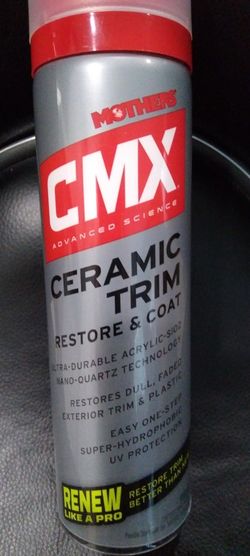 MOTHERS
CMX
ADVANCED SCIENCE
CERAMIC
TRIM
RESTORE & COAT
ULTRA-DURABLE ACRYLIC-SIO2
NANO-QUARTZ TECHNOLOGY
RESTORES DULL, FADED
EXTERIOR TRIM & PLASTIC
EASY ONE-STEP
SUPER-HYDROPHOBIC
UV PROTECTION
RENEW
LIKE A PRO
RESTORE TRIM
BETTER THAN